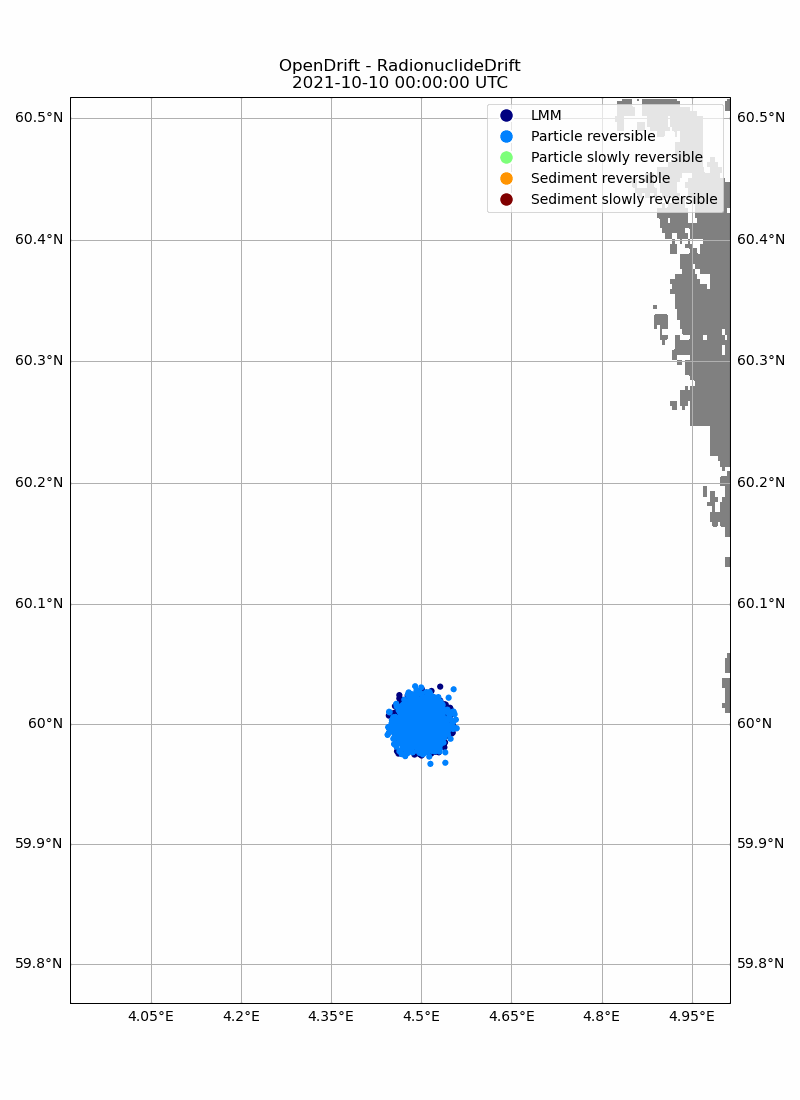 OpenDrift - RadionuclideDrift
2021-10-10 00:00:00 UTC
LMM
Particle reversible
Particle slowly reversible
Sediment reversible
Sediment slowly reversible
60.5°N 60.5°N
60.4°N 60.4°N
60.3°N 60.3°N
60.2°N 60.2°N
60.1°N 60.1°N
60°N 60°N
59.9°N 59.9°N
59.8°N 59.8°N
4.05°E 4.2°E 4.35°E 4.5°E 4.65°E 4.8°E 4.95°E